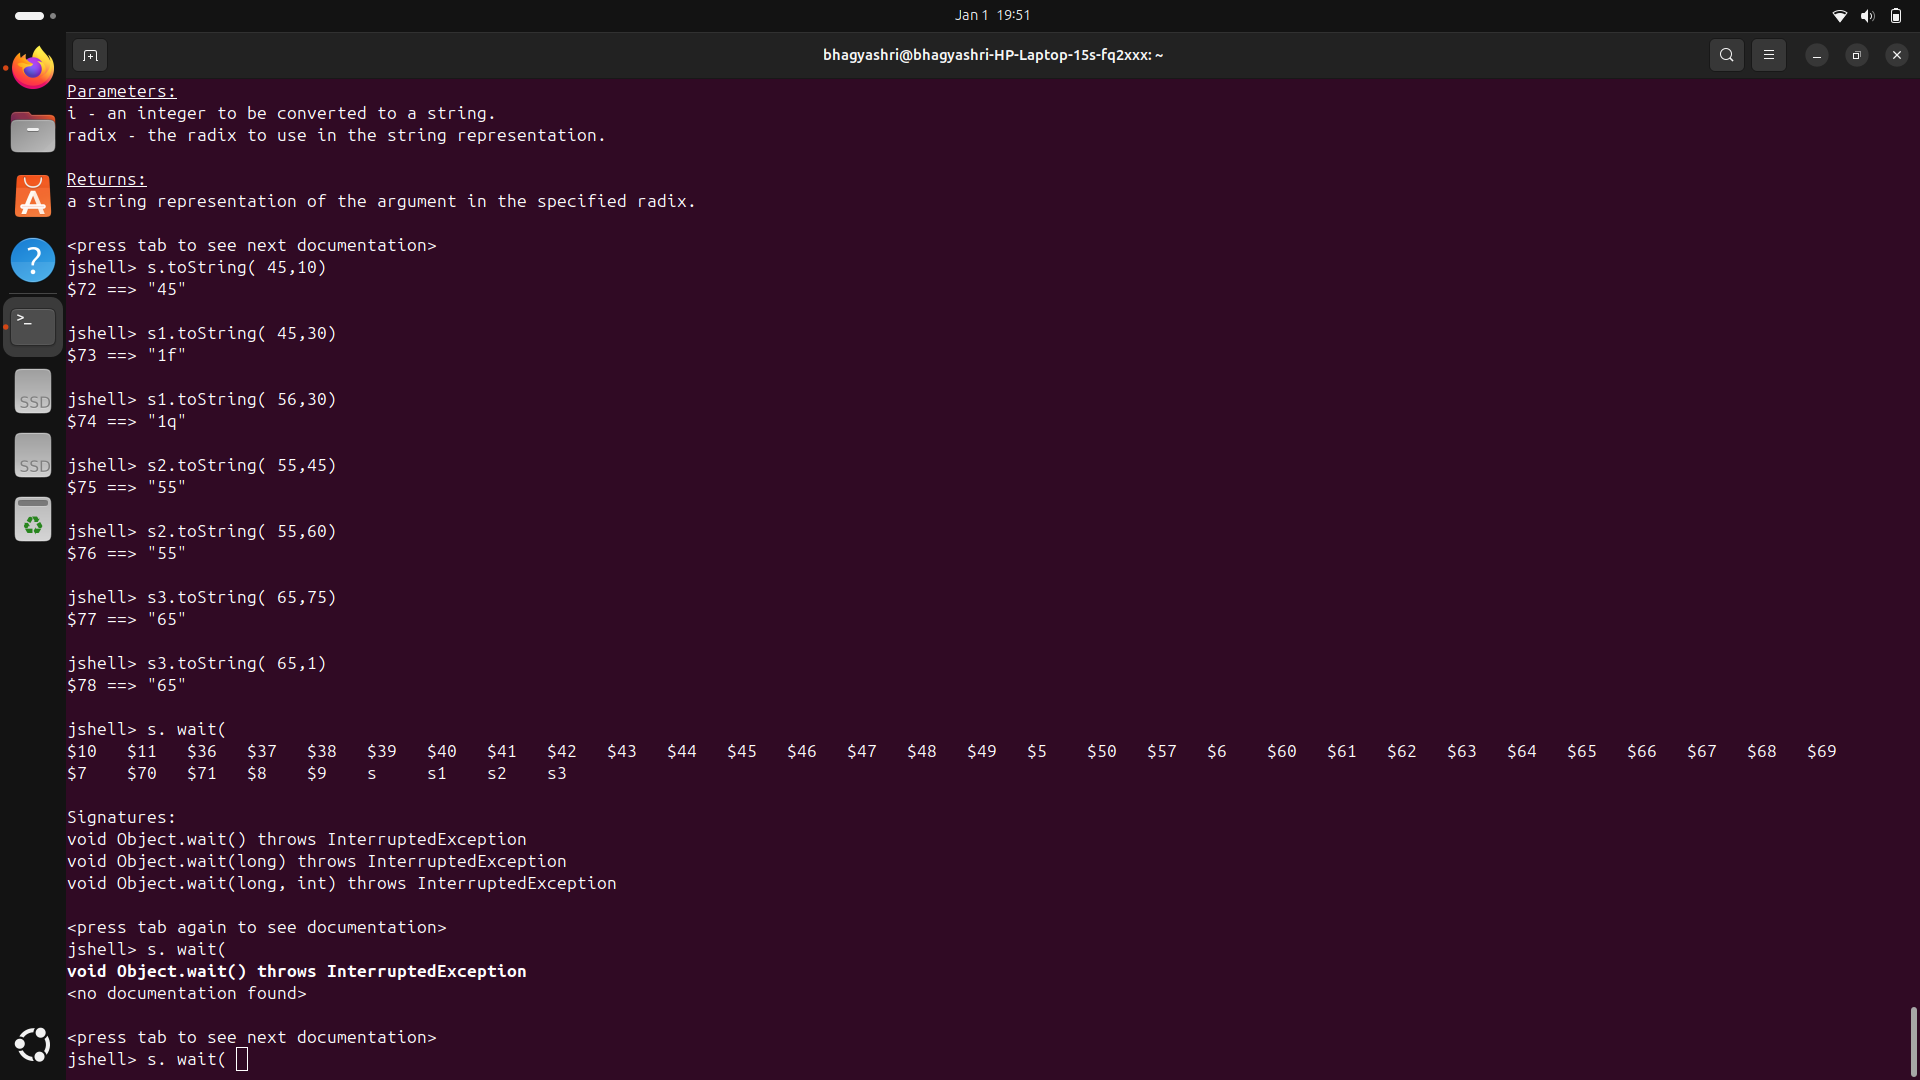 Jan 1 19:51
bhagyashri@bhagyashri-HP-Laptop-15s-fq2xxx: ~
Parameters:
i - an integer to be converted to a string.
radix - the radix to use in the string representation.
Returns:
a string representation of the argument in the specified radix.
<press tab to see next documentation>
jshell> s.toString( 45,10)
$72 ==> "45"
jshell> s1.toString( 45,30)
$73 ==> "1f"
jshell> s1.toString( 56,30)
$74 ==> "1q"
jshell> s2.toString( 55,45)
$75 ==> "55"
jshell> s2.toString( 55,60)
$76 ==> "55"
jshell> s3.toString( 65,75)
$77 ==> "65"
jshell> s3.toString( 65,1)
$78 ==> "65"
jshell> s. wait(
$10 $11 $36 $37 $38 $39 $40 $41 $42 $43 $44 $45 $46 $47 $48 $49 $5 $50 $57 $6 $60 $61 $62 $63 $64 $65 $66 $67 $68 $69
$7 $70 $71 $8 $9 s s1 s2 s3
Signatures:
void Object.wait() throws InterruptedException
void Object.wait(long) throws InterruptedException
void Object.wait(long, int) throws InterruptedException
<press tab again to see documentation>
jshell> s. wait(
void Object.wait() throws InterruptedException
<no documentation found>
<press tab to see next documentation>
jshell> s. wait(
SSD
SSD